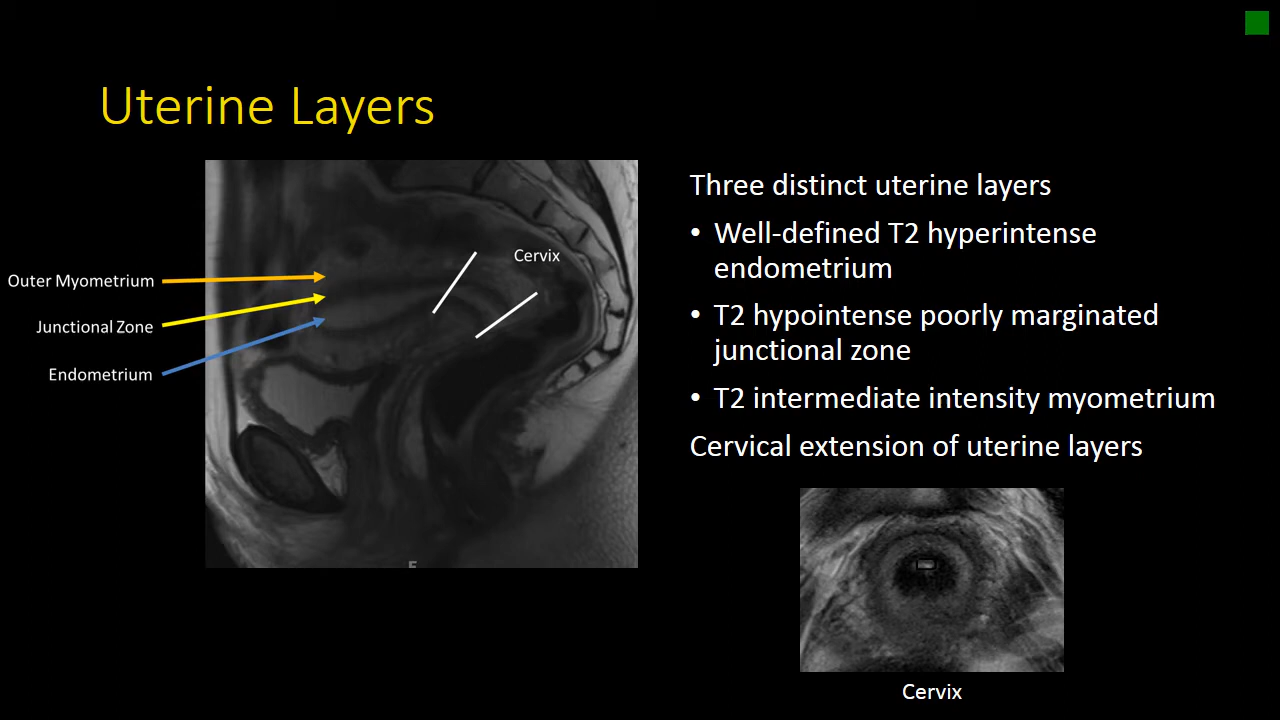 Uterine Layers
Outer Myometrium
Junctional Zone
Endometrium
Cervix
Three distinct uterine layers
• Well-defined T2 hyperintense
endometrium
• T2 hypointense poorly marginated
junctional zone
• T2 intermediate intensity myometrium
Cervical extension of uterine layers
Cervix